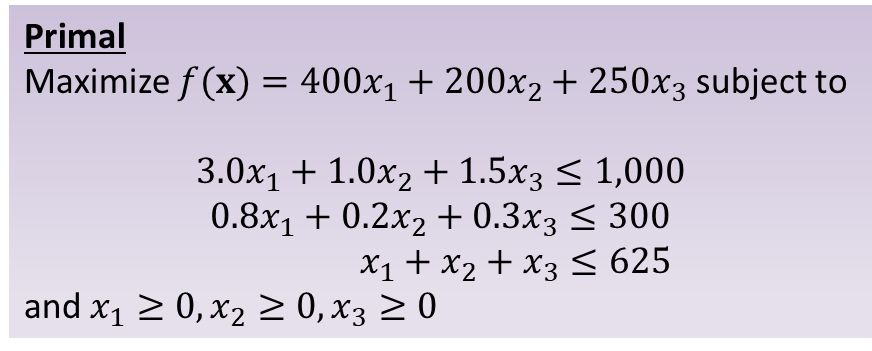 Primal
Maximize f(x) = 400x₁ + 200x₂ + 250x₃ subject to
3.0x₁ + 1.0x₂ + 1.5x₃ ≤ 1,000
0.8x₁ + 0.2x₂ + 0.3x₃ ≤ 300
x₁ + x₂ + x₃ ≤ 625
and x₁ ≥ 0, x₂ ≥ 0, x₃ ≥ 0